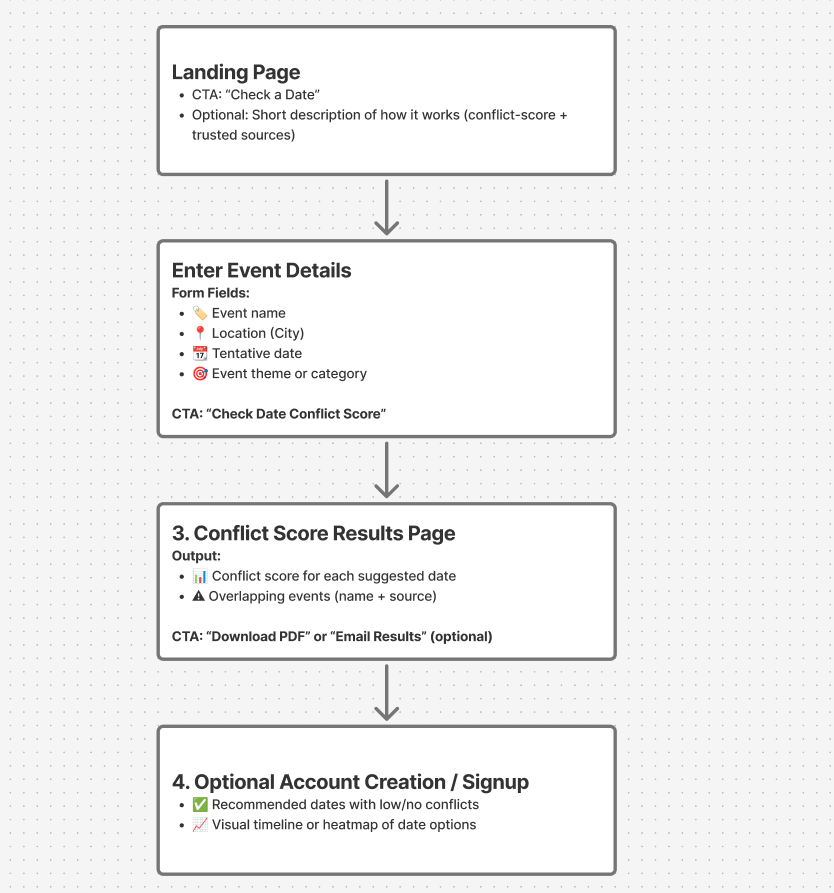 Landing Page
• CTA: “Check a Date”
• Optional: Short description of how it works (conflict-score +
trusted sources)
Enter Event Details
Form Fields:
• 🏷️ Event name
• 📍 Location (City)
• 📆 Tentative date
• 🎯 Event theme or category
CTA: “Check Date Conflict Score”
3. Conflict Score Results Page
Output:
• 📊 Conflict score for each suggested date
• ⚠ Overlapping events (name + source)
CTA: “Download PDF” or “Email Results” (optional)
4. Optional Account Creation / Signup
• ✅ Recommended dates with low/no conflicts
• 📈 Visual timeline or heatmap of date options